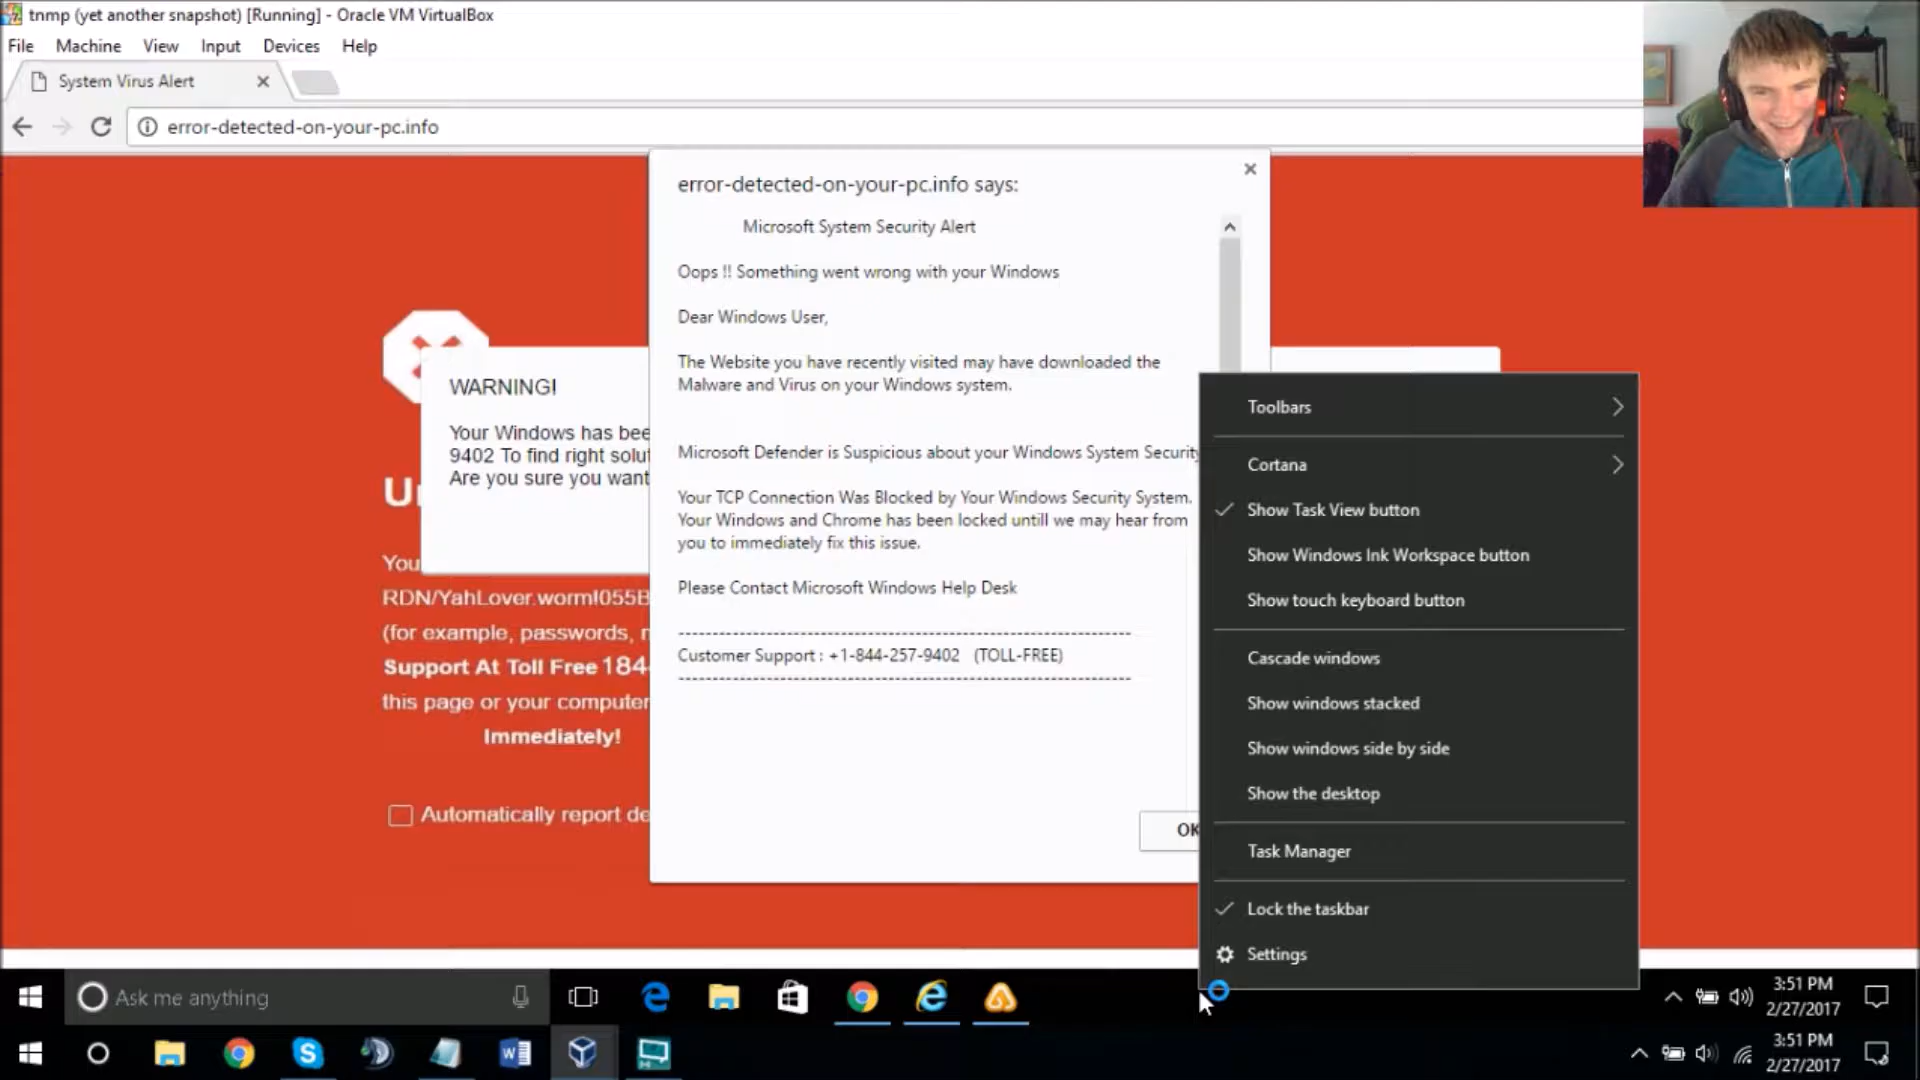 tnmp (yet another snapshot) [Running] - Oracle VM VirtualBox
File Machine View Input Devices Help
System Virus Alert
error-detected-on-your-pc.info
error-detected-on-your-pc.info says:
Microsoft System Security Alert
Oops !! Something went wrong with your Windows
Dear Windows User,
The Website you have recently visited may have downloaded the
Malware and Virus on your Windows system.
Microsoft Defender is Suspicious about your Windows System Security
Your TCP Connection Was Blocked by Your Windows Security System.
Your Windows and Chrome has been locked untill we may hear from
you to immediately fix this issue.
Please Contact Microsoft Windows Help Desk
--------------------------------------------------------------------
Customer Support : +1-844-257-9402 (TOLL-FREE)
--------------------------------------------------------------------
OK
WARNING!
Your Windows has bee
9402 To find right solu
Are you sure you want
You
RDN/YahLover.worm!055B
(for example, passwords,
Support At Toll Free 184
this page or your computer
Immediately!
Automatically report de
Toolbars
Cortana
Show Task View button
Show Windows Ink Workspace button
Show touch keyboard button
Cascade windows
Show windows stacked
Show windows side by side
Show the desktop
Task Manager
Lock the taskbar
Settings
Ask me anything
3:51 PM
2/27/2017
3:51 PM
2/27/2017